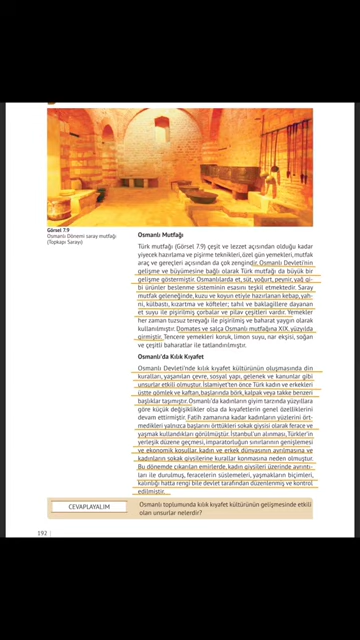 Görsel 7.9
Osmanlı Dönemi saray mutfağı
(Topkapı Sarayı)
Osmanlı Mutfağı
Türk mutfağı (Görsel 7.9) çeşit ve lezzet açısından olduğu kadar
yiyecek hazırlama ve pişirme teknikleri, özel gün yemekleri, mutfak
araç ve gereçleri açısından da çok zengindir. Osmanlı Devleti'nin
gelişme ve büyümesine bağlı olarak Türk mutfağı da büyük bir
gelişme göstermiştir. Osmanlılarda et, süt, yoğurt, peynir, yağ gi-
bi ürünler beslenme sisteminin esasını teşkil etmektedir. Saray
mutfak geleneğinde, kuzu ve koyun etiyle hazırlanan kebap, yah-
ni, külbastı, kızartma ve köfteler; tahıl ve baklagillere dayanan
et suyu ile pişirilmiş çorbalar ve pilav çeşitleri vardır. Yemekler
her zaman tuzsuz tereyağı ile pişirilmiş ve baharat yaygın olarak
kullanılmıştır. Domates ve salça Osmanlı mutfağına XIX. yüzyılda
girmiştir. Tencere yemekleri koruk, limon suyu, nar ekşisi, soğan
ve çeşitli baharatlar ile tatlandırılmıştır.
Osmanlı'da Kılık Kıyafet
Osmanlı Devleti'nde kılık kıyafet kültürünün oluşmasında din
kuralları, yaşanılan çevre, sosyal yapı, gelenek ve kanunlar gibi
unsurlar etkili olmuştur. İslamiyet'ten önce Türk kadın ve erkekleri
üstte gömlek ve kaftan, başlarında börk, kalpak veya takke benzeri
başlıklar taşımıştır. Osmanlı'da kadınların giyim tarzında yüzyıllara
göre küçük değişiklikler olsa da kıyafetlerin genel özelliklerini
devam ettirmiştir. Fatih zamanına kadar kadınların yüzlerini ört-
medikleri yalnızca başlarını örttükleri sokak giysisi olarak ferace ve
yaşmak kullandıkları görülmüştür. İstanbul'un alınması, Türkler'in
yerleşik düzene geçmesi, imparatorluğun sınırlarının genişlemesi
ve ekonomik koşullar, kadın ve erkek dünyasının ayrılmasına ve
kadınların sokak giysilerine kurallar konmasına neden olmuştur.
Bu dönemde çıkarılan emirlerde, kadın giysileri üzerinde ayrıntı-
ları ile durulmuş, feracelerin süslemeleri, yaşmakların biçimleri,
kalınlığı hatta rengi bile devlet tarafından düzenlenmiş ve kontrol
edilmiştir.
CEVAPLAYALIM
Osmanlı toplumunda kılık kıyafet kültürünün gelişmesinde etkili
olan unsurlar nelerdir?
192